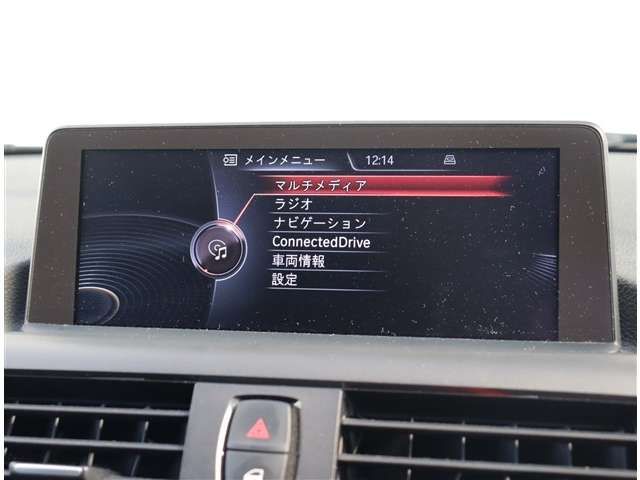 メインメニュー 12:14
マルチメディア
ラジオ
ナビゲーション
ConnectedDrive
車両情報
設定